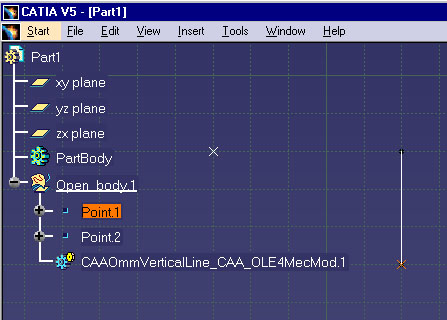 CATIA V5 - [Part1]
Start File Edit View Insert Tools Window Help
Part1
xy plane
yz plane
zx plane
PartBody
Open_body.1
Point.1
Point.2
CAAOmmVerticalLine_CAA_OLE4MecMod.1